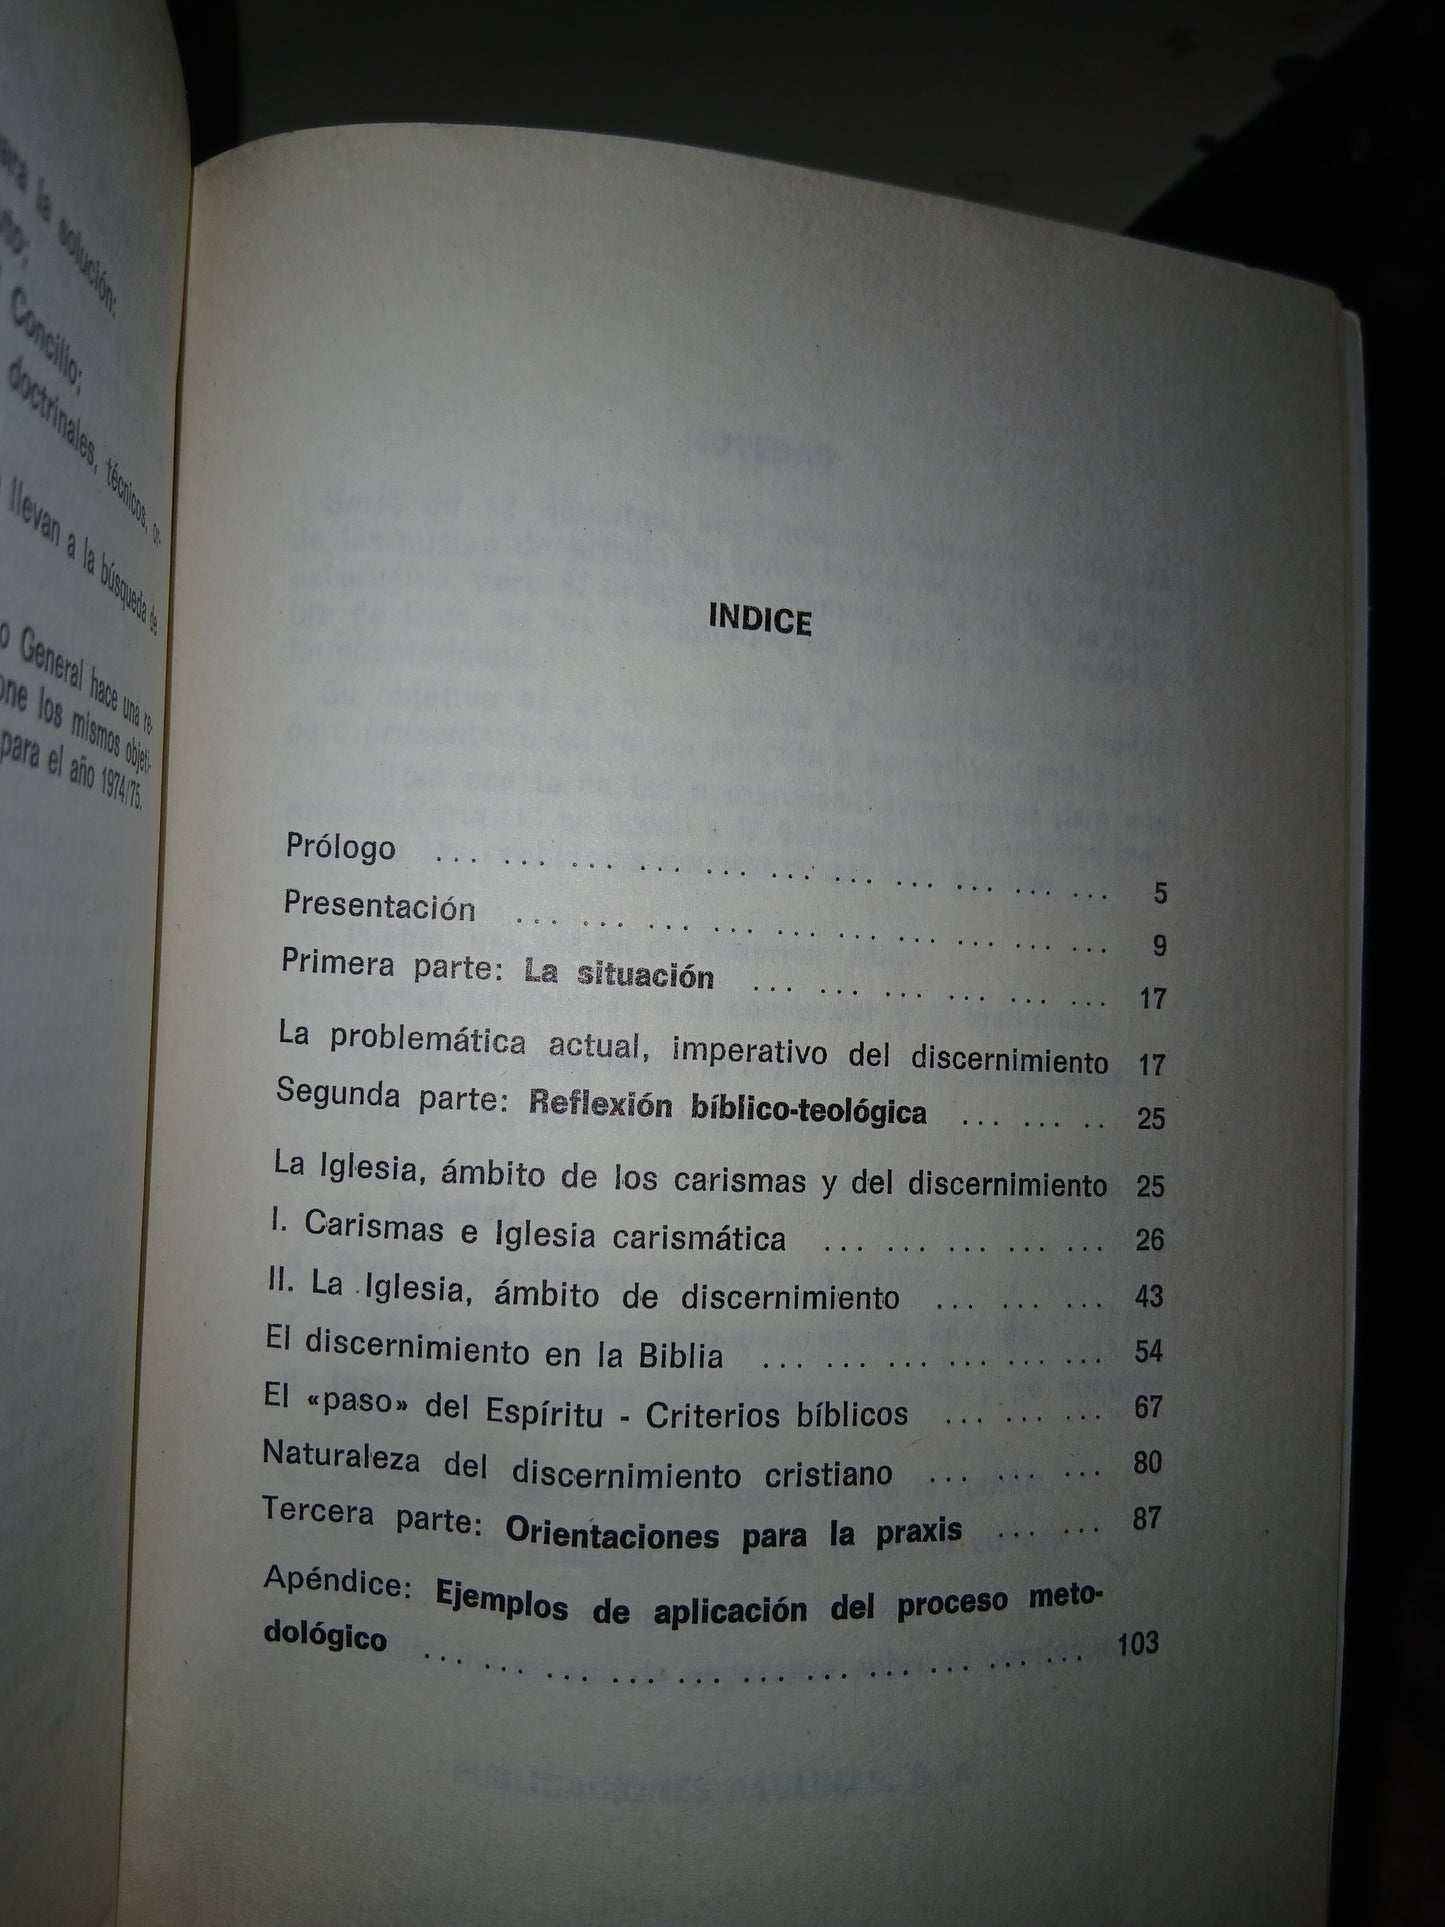 la solución:
Concilio;
doctrinales, técnicos, or-
llevan a la búsqueda de
General hace una re-
los mismos objeti-
para el año 1974/75.
INDICE
Prólogo ... ... ... ... ... ... ... ... ... ... ... 5
Presentación ... ... ... ... ... ... ... ... ... ... 9
Primera parte: La situación ... ... ... ... ... ... 17
La problemática actual, imperativo del discernimiento 17
Segunda parte: Reflexión bíblico-teológica ... ... .. 25
La Iglesia, ámbito de los carismas y del discernimiento 25
I. Carismas e Iglesia carismática ... ... ... ... ... 26
II. La Iglesia, ámbito de discernimiento ... ... ... 43
El discernimiento en la Biblia ... ... ... ... ... ... 54
El «paso» del Espíritu - Criterios bíblicos ... ... ... 67
Naturaleza del discernimiento cristiano ... ... ... 80
Tercera parte: Orientaciones para la praxis ... ... 87
Apéndice: Ejemplos de aplicación del proceso meto-
dológico ... ... ... ... ... ... ... ... ... ... ... 103